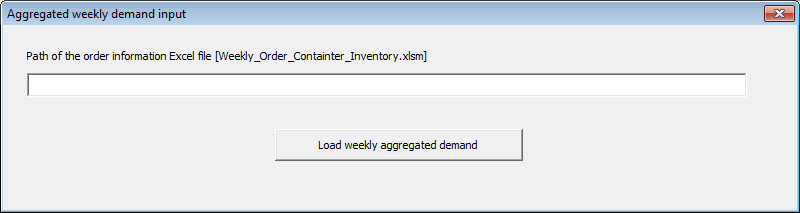 Aggregated weekly demand input
Path of the order information Excel file [Weekly_Order_Containter_Inventory.xlsm]
Load weekly aggregated demand